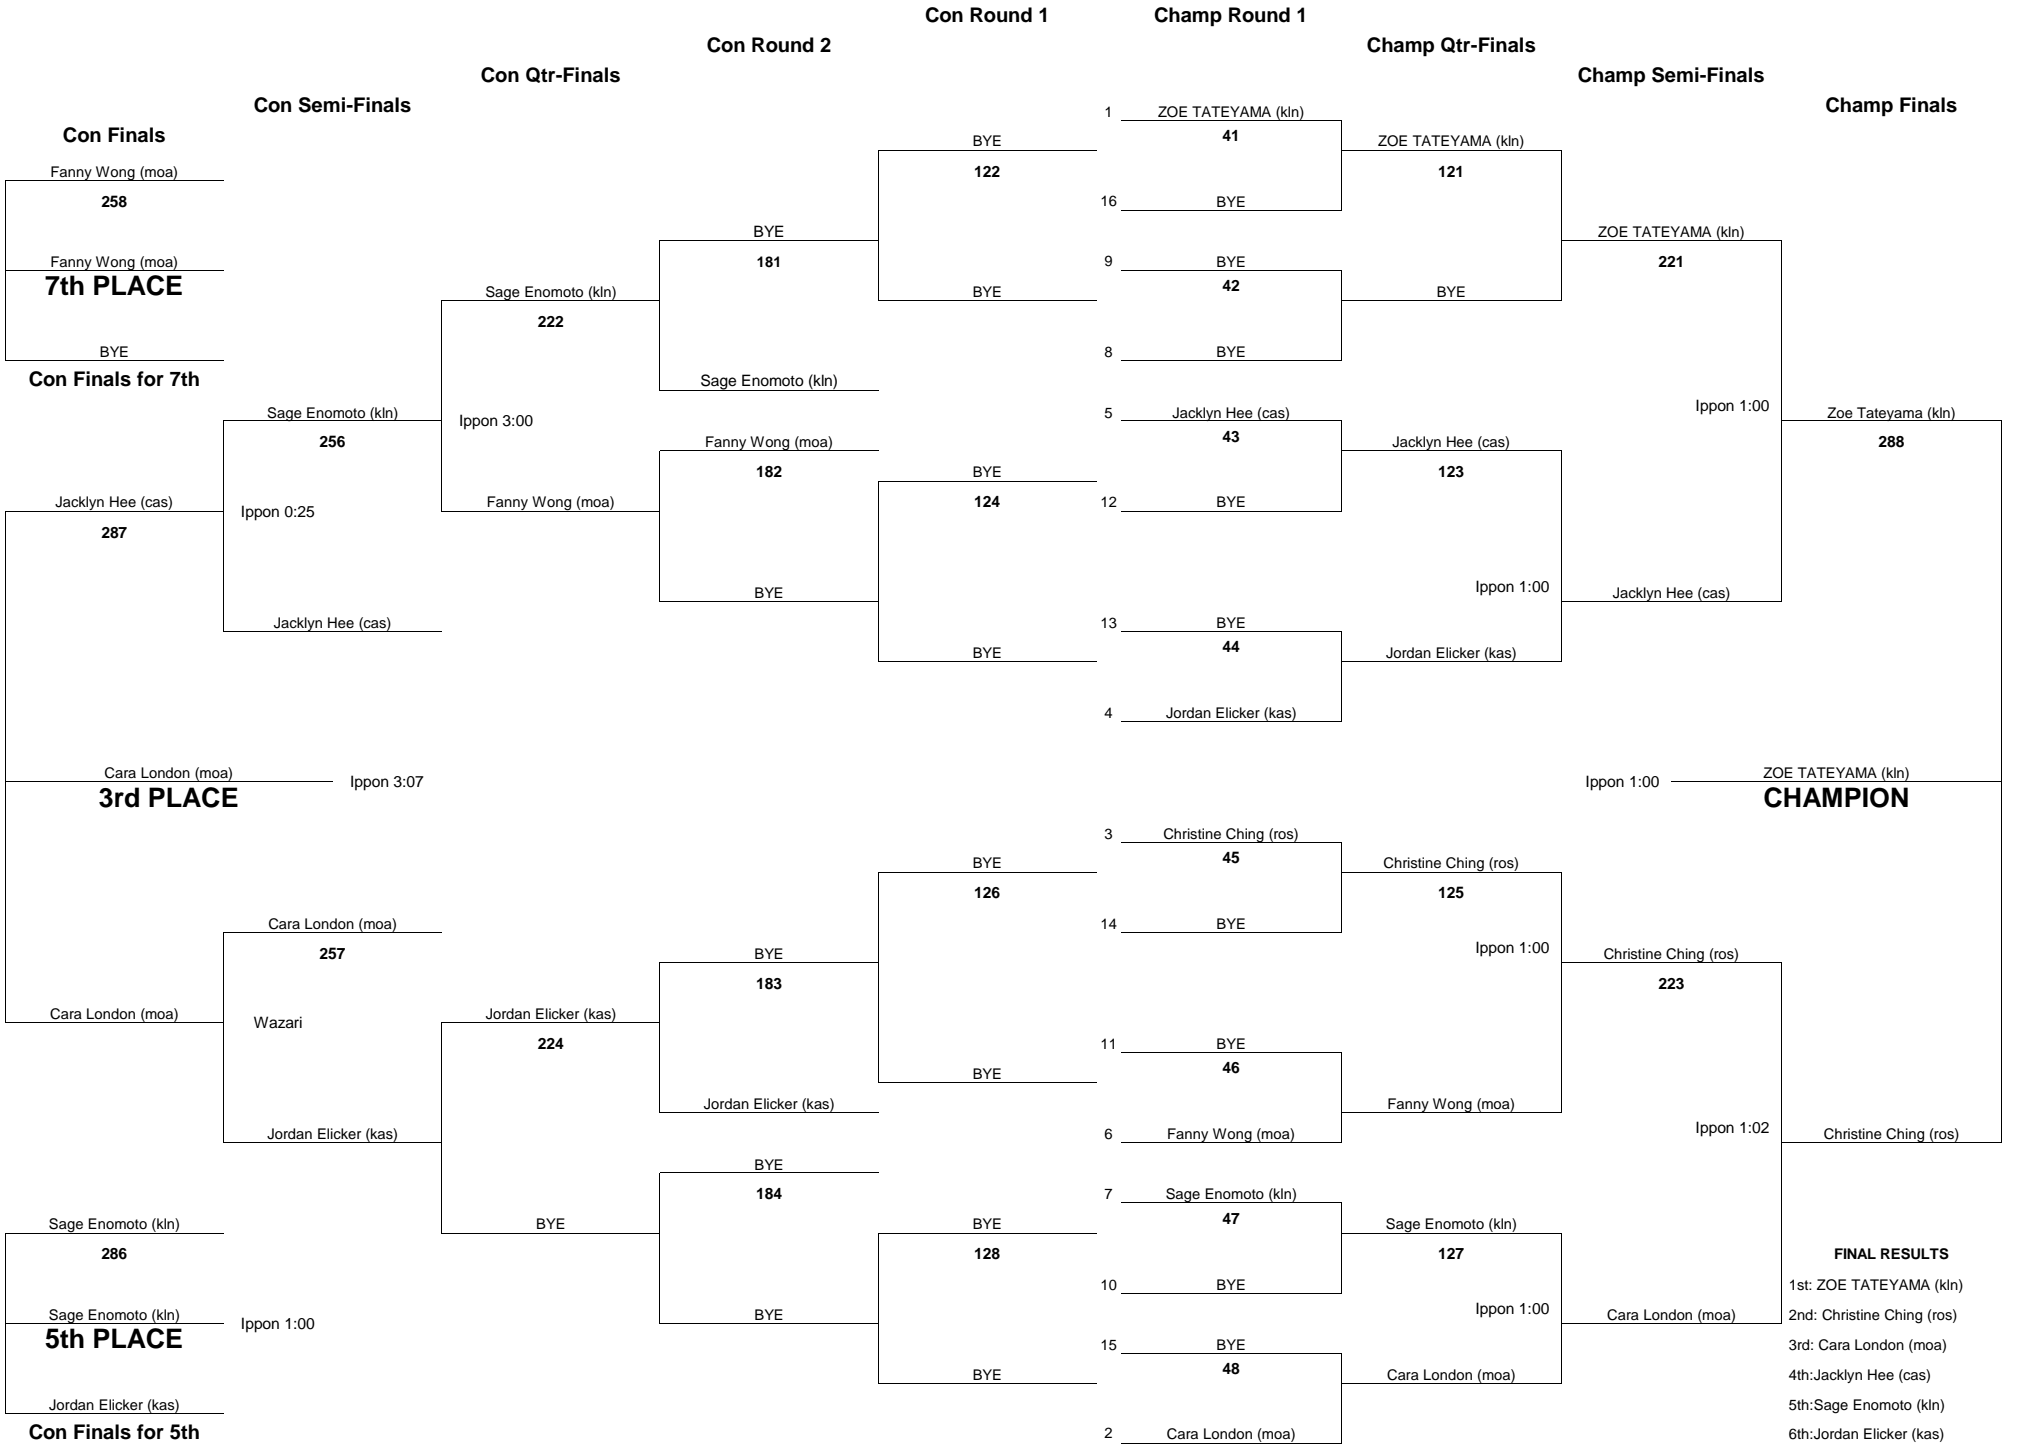 Con Round 1
Champ Round 1
Con Round 2
Champ Qtr-Finals
Con Qtr-Finals
Champ Semi-Finals
Con Semi-Finals
Champ Finals
Con Finals
Fanny Wong (moa)
258
Fanny Wong (moa)
7th PLACE
BYE
Con Finals for 7th
Jacklyn Hee (cas)
287
Cara London (moa)
3rd PLACE
Ippon 3:07
Cara London (moa)
Sage Enomoto (kln)
286
Sage Enomoto (kln)
5th PLACE
Ippon 1:00
Jordan Elicker (kas)
Con Finals for 5th
Sage Enomoto (kln)
256
Ippon 0:25
Jacklyn Hee (cas)
Cara London (moa)
257
Wazari
Jordan Elicker (kas)
Sage Enomoto (kln)
222
Ippon 3:00
Fanny Wong (moa)
Jordan Elicker (kas)
224
BYE
BYE
181
Sage Enomoto (kln)
Fanny Wong (moa)
182
BYE
BYE
183
Jordan Elicker (kas)
BYE
184
BYE
BYE
122
BYE
BYE
124
BYE
BYE
126
BYE
BYE
128
BYE
1 ZOE TATEYAMA (kln)
41
16 BYE
9 BYE
42
8 BYE
5 Jacklyn Hee (cas)
43
12 BYE
13 BYE
44
4 Jordan Elicker (kas)
3 Christine Ching (ros)
45
14 BYE
11 BYE
46
6 Fanny Wong (moa)
7 Sage Enomoto (kln)
47
10 BYE
15 BYE
48
2 Cara London (moa)
ZOE TATEYAMA (kln)
121
BYE
Jacklyn Hee (cas)
123
Ippon 1:00
Jordan Elicker (kas)
Christine Ching (ros)
125
Ippon 1:00
Fanny Wong (moa)
Sage Enomoto (kln)
127
Ippon 1:00
Cara London (moa)
ZOE TATEYAMA (kln)
221
Ippon 1:00
Jacklyn Hee (cas)
Christine Ching (ros)
223
Ippon 1:02
Cara London (moa)
Zoe Tateyama (kln)
288
Ippon 1:00
ZOE TATEYAMA (kln)
CHAMPION
Christine Ching (ros)
FINAL RESULTS
1st: ZOE TATEYAMA (kln)
2nd: Christine Ching (ros)
3rd: Cara London (moa)
4th:Jacklyn Hee (cas)
5th:Sage Enomoto (kln)
6th:Jordan Elicker (kas)